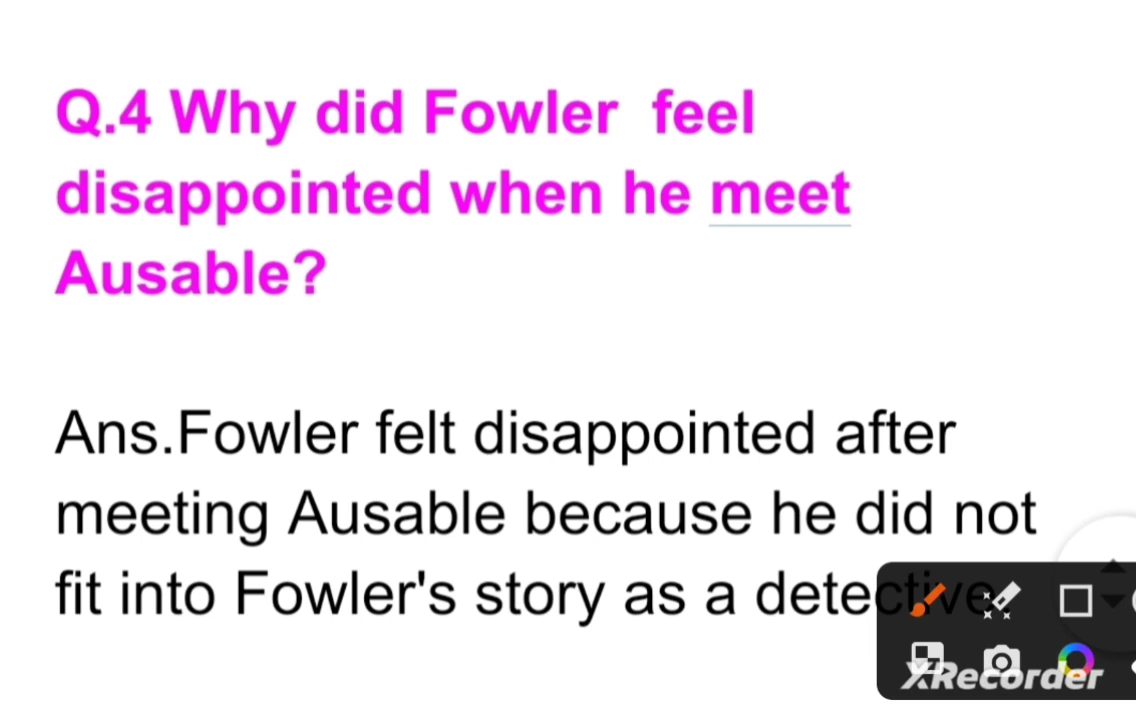 Q.4 Why did Fowler feel
disappointed when he meet
Ausable?
Ans.Fowler felt disappointed after
meeting Ausable because he did not
fit into Fowler's story as a detective.
XRecorder